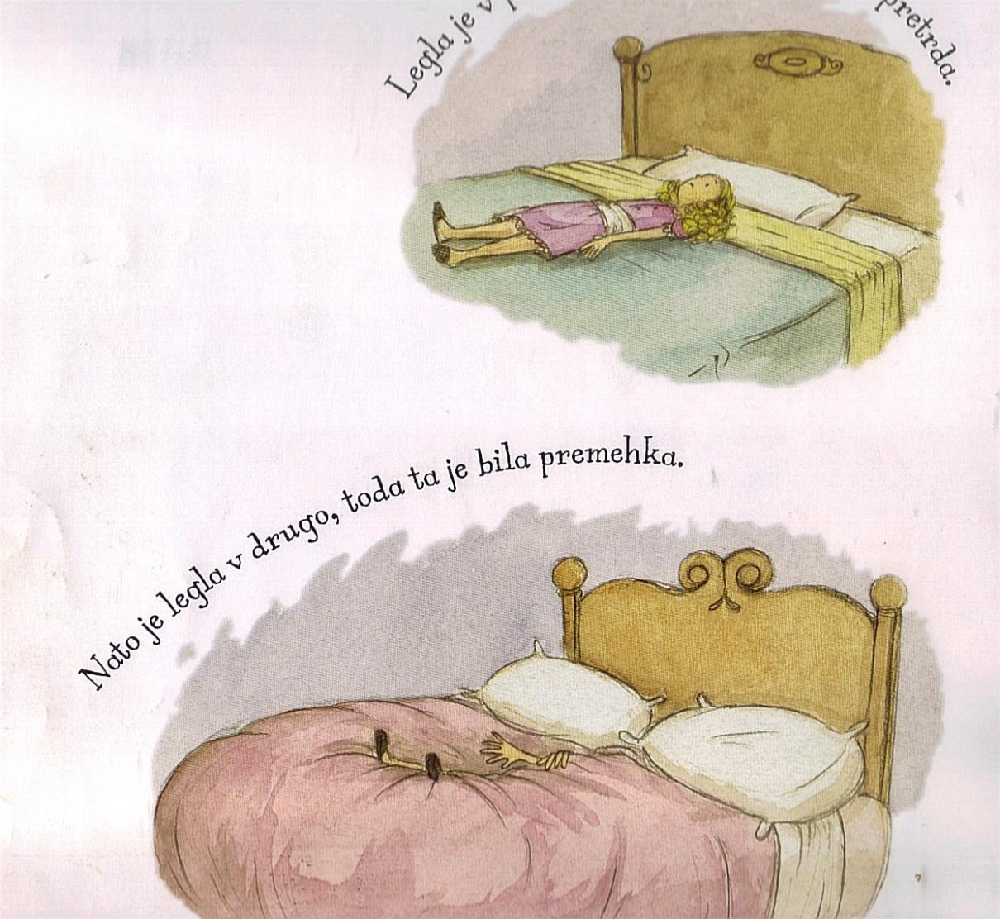 Legla je v
pretrda.
Nato je legla v drugo, toda ta je bila premehka.